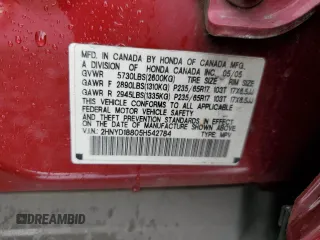 MFD. IN CANADA BY HONDA OF CANADA MFG.,
A DIVISION OF HONDA CANADA INC. 05/05
GVWR 5730LBS(2600KG) TIRE SIZE RIM SIZE
GAWR F 2890LBS(1310KG) P235/65R17 103T 17X6.5JJ
GAWR R 2945LBS(1335KG) P235/65R17 103T 17X6.5JJ
THIS VEHICLE CONFORMS TO ALL APPLICABLE
FEDERAL MOTOR VEHICLE SAFETY AND
THEFT PREVENTION STANDARDS IN EFFECT ON
THE DATE OF MANUFACTURE SHOWN ABOVE.
V.I.N.: 2HNYD18805H542784
TYPE: MPV
DREAMBID